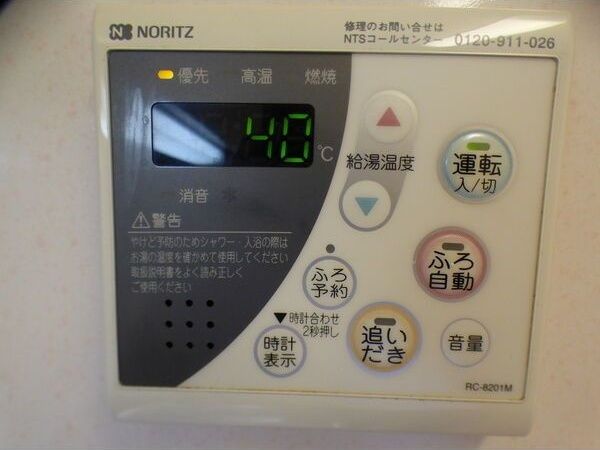 NORITZ
修理のお問い合せは
NTSコールセンター 0120-911-026
優先 高温 燃焼
40 ℃
給湯温度
運転
入/切
消音
警告
やけど予防のためシャワー・入浴の際は
お湯の温度を確かめて使用してください
取扱説明書をよく読み正しく
ご使用ください
ふろ
自動
ふろ
予約
▼時計合わせ
2秒押し
時計
表示
追い
だき
音量
RC-8201M